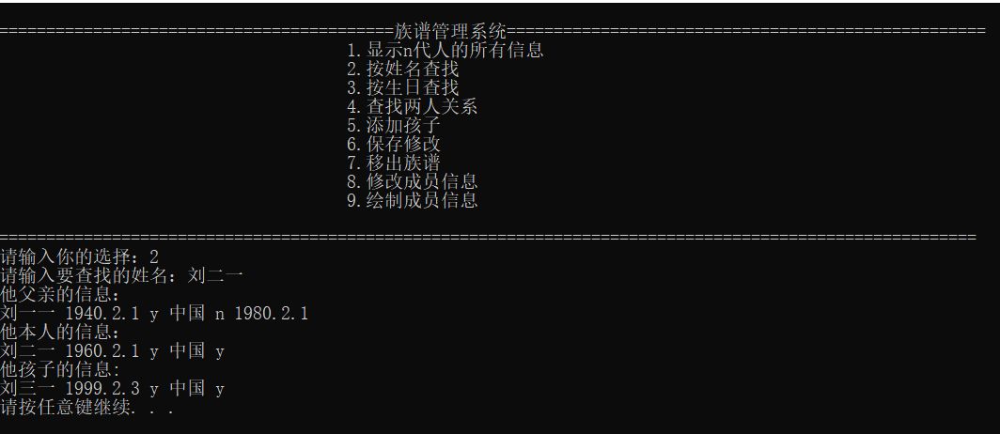 ==========================================族谱管理系统===================================================
1.显示n代人的所有信息
2.按姓名查找
3.按生日查找
4.查找两人关系
5.添加孩子
6.保存修改
7.移出族谱
8.修改成员信息
9.绘制成员信息
========================================================================================================
请输入你的选择：2
请输入要查找的姓名：刘二一
他父亲的信息：
刘一一 1940.2.1 y 中国 n 1980.2.1
他本人的信息：
刘二一 1960.2.1 y 中国 y
他孩子的信息:
刘三一 1999.2.3 y 中国 y
请按任意键继续. . .